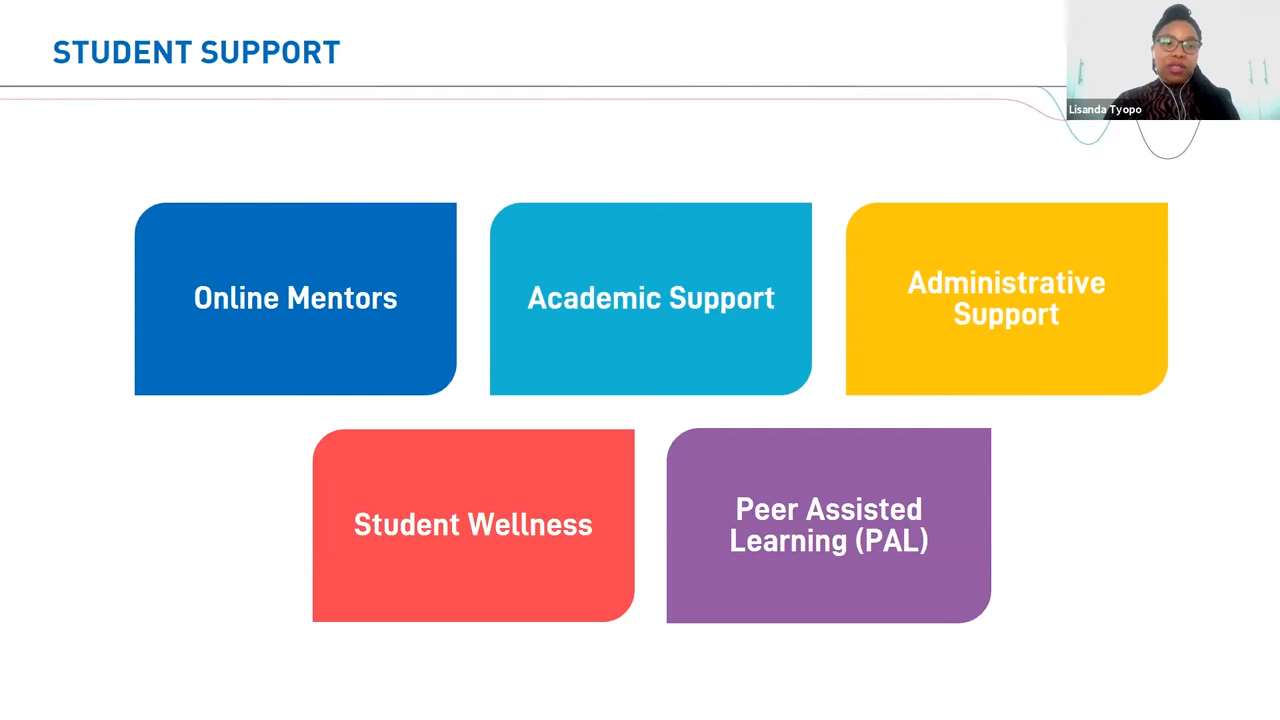 STUDENT SUPPORT
Lisanda Tyopo
Online Mentors
Academic Support
Administrative
Support
Student Wellness
Peer Assisted
Learning (PAL)